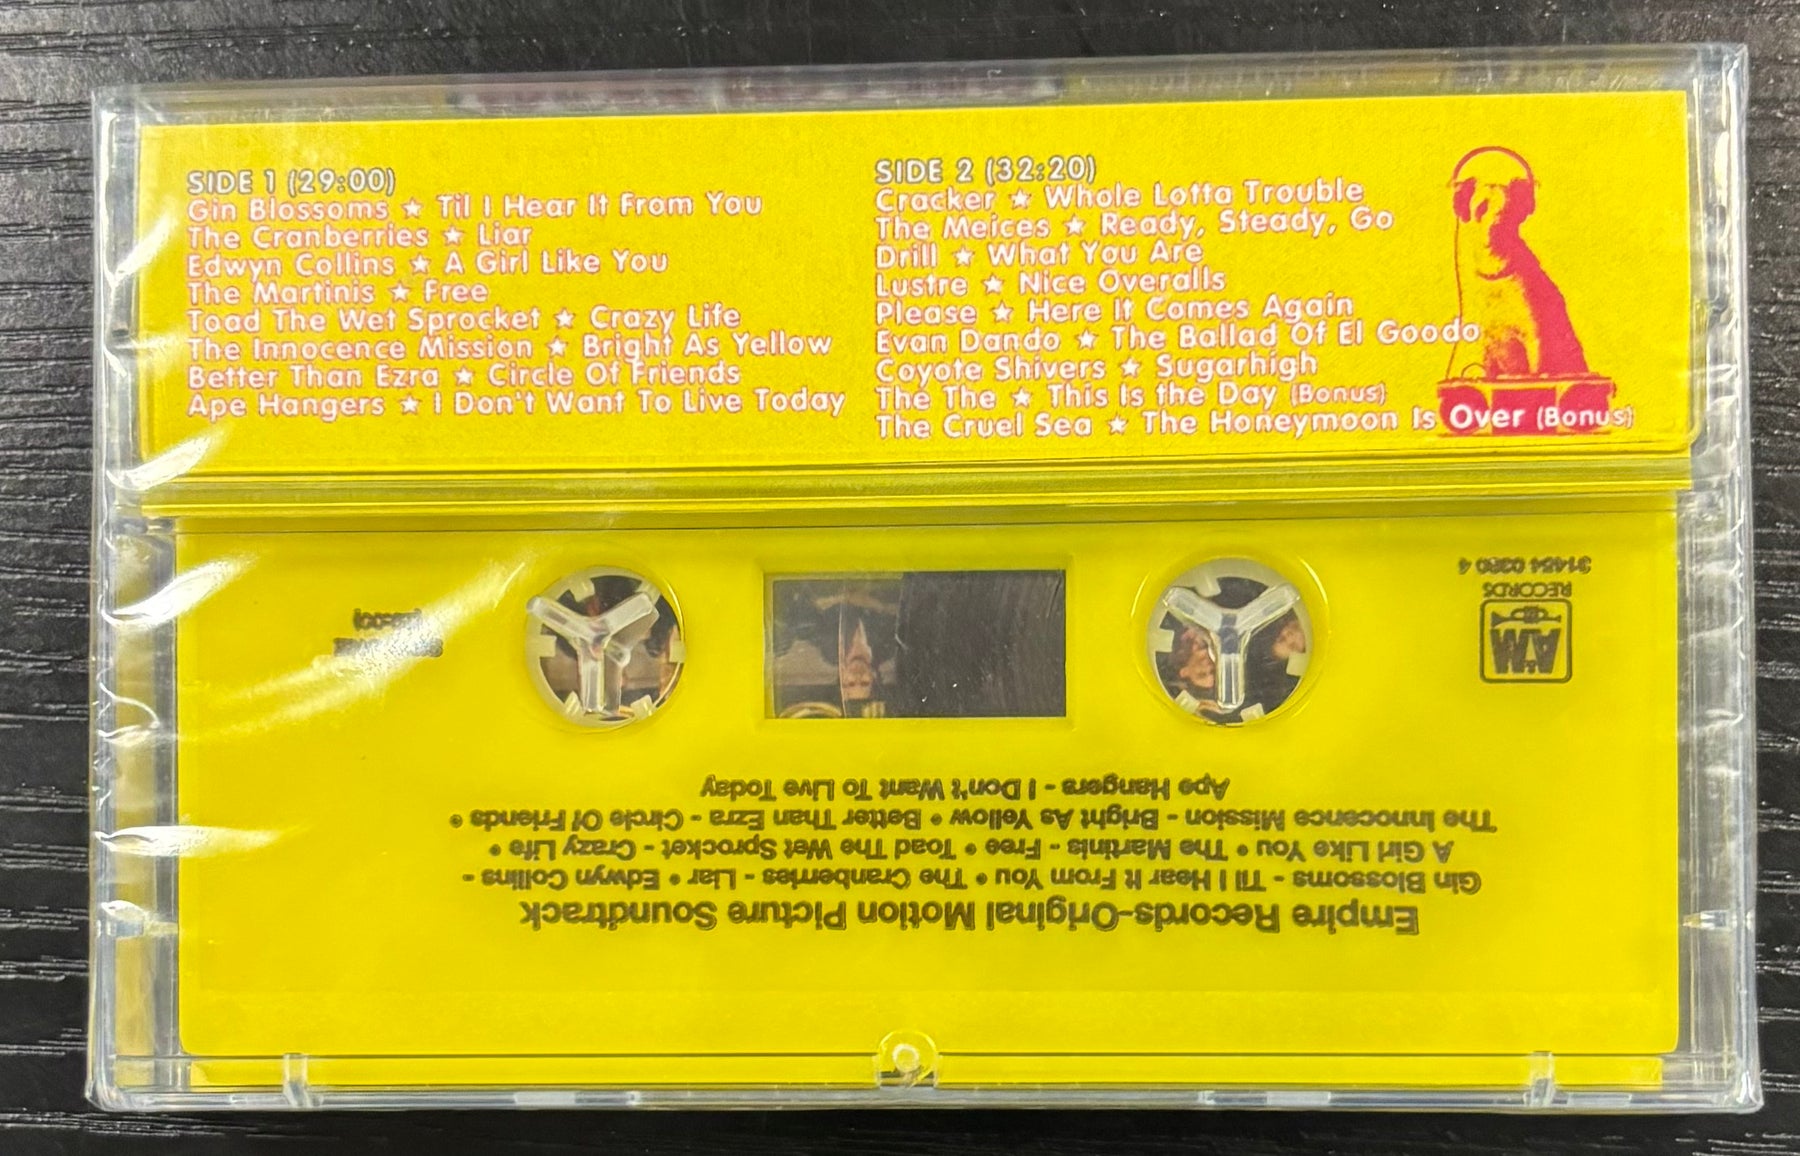 SIDE 1 (29:00)
Gin Blossoms ★ Til I Hear It From You
The Cranberries ★ Liar
Edwyn Collins ★ A Girl Like You
The Martinis ★ Free
Toad The Wet Sprocket ★ Crazy Life
The Innocence Mission ★ Bright As Yellow
Better Than Ezra ★ Circle Of Friends
Ape Hangers ★ I Don't Want To Live Today
SIDE 2 (32:20)
Cracker ★ Whole Lotta Trouble
The Meices ★ Ready, Steady, Go
Drill ★ What You Are
Lustre ★ Nice Overalls
Please ★ Here It Comes Again
Evan Dando ★ The Ballad Of El Goodo
Coyote Shivers ★ Sugarhigh
The The ★ This Is the Day (Bonus)
The Cruel Sea ★ The Honeymoon Is Over (Bonus)
Empire Records-Original Motion Picture Soundtrack
Gin Blossoms - Til I Hear It From You • The Cranberries - Liar • Edwyn Collins -
A Girl Like You • The Martinis - Free • Toad The Wet Sprocket - Crazy Life •
The Innocence Mission - Bright As Yellow • Better Than Ezra - Circle Of Friends •
Ape Hangers - I Don't Want To Live Today
A&M
RECORDS
31454 0380 4